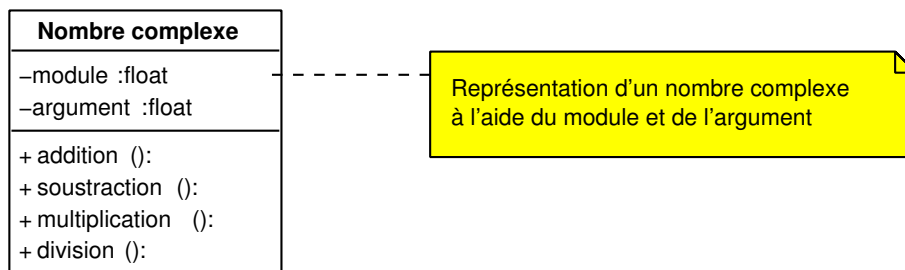 Nombre complexe
–module :float
–argument :float
+ addition ():
+ soustraction ():
+ multiplication ():
+ division ():
Représentation d'un nombre complexe
à l'aide du module et de l'argument